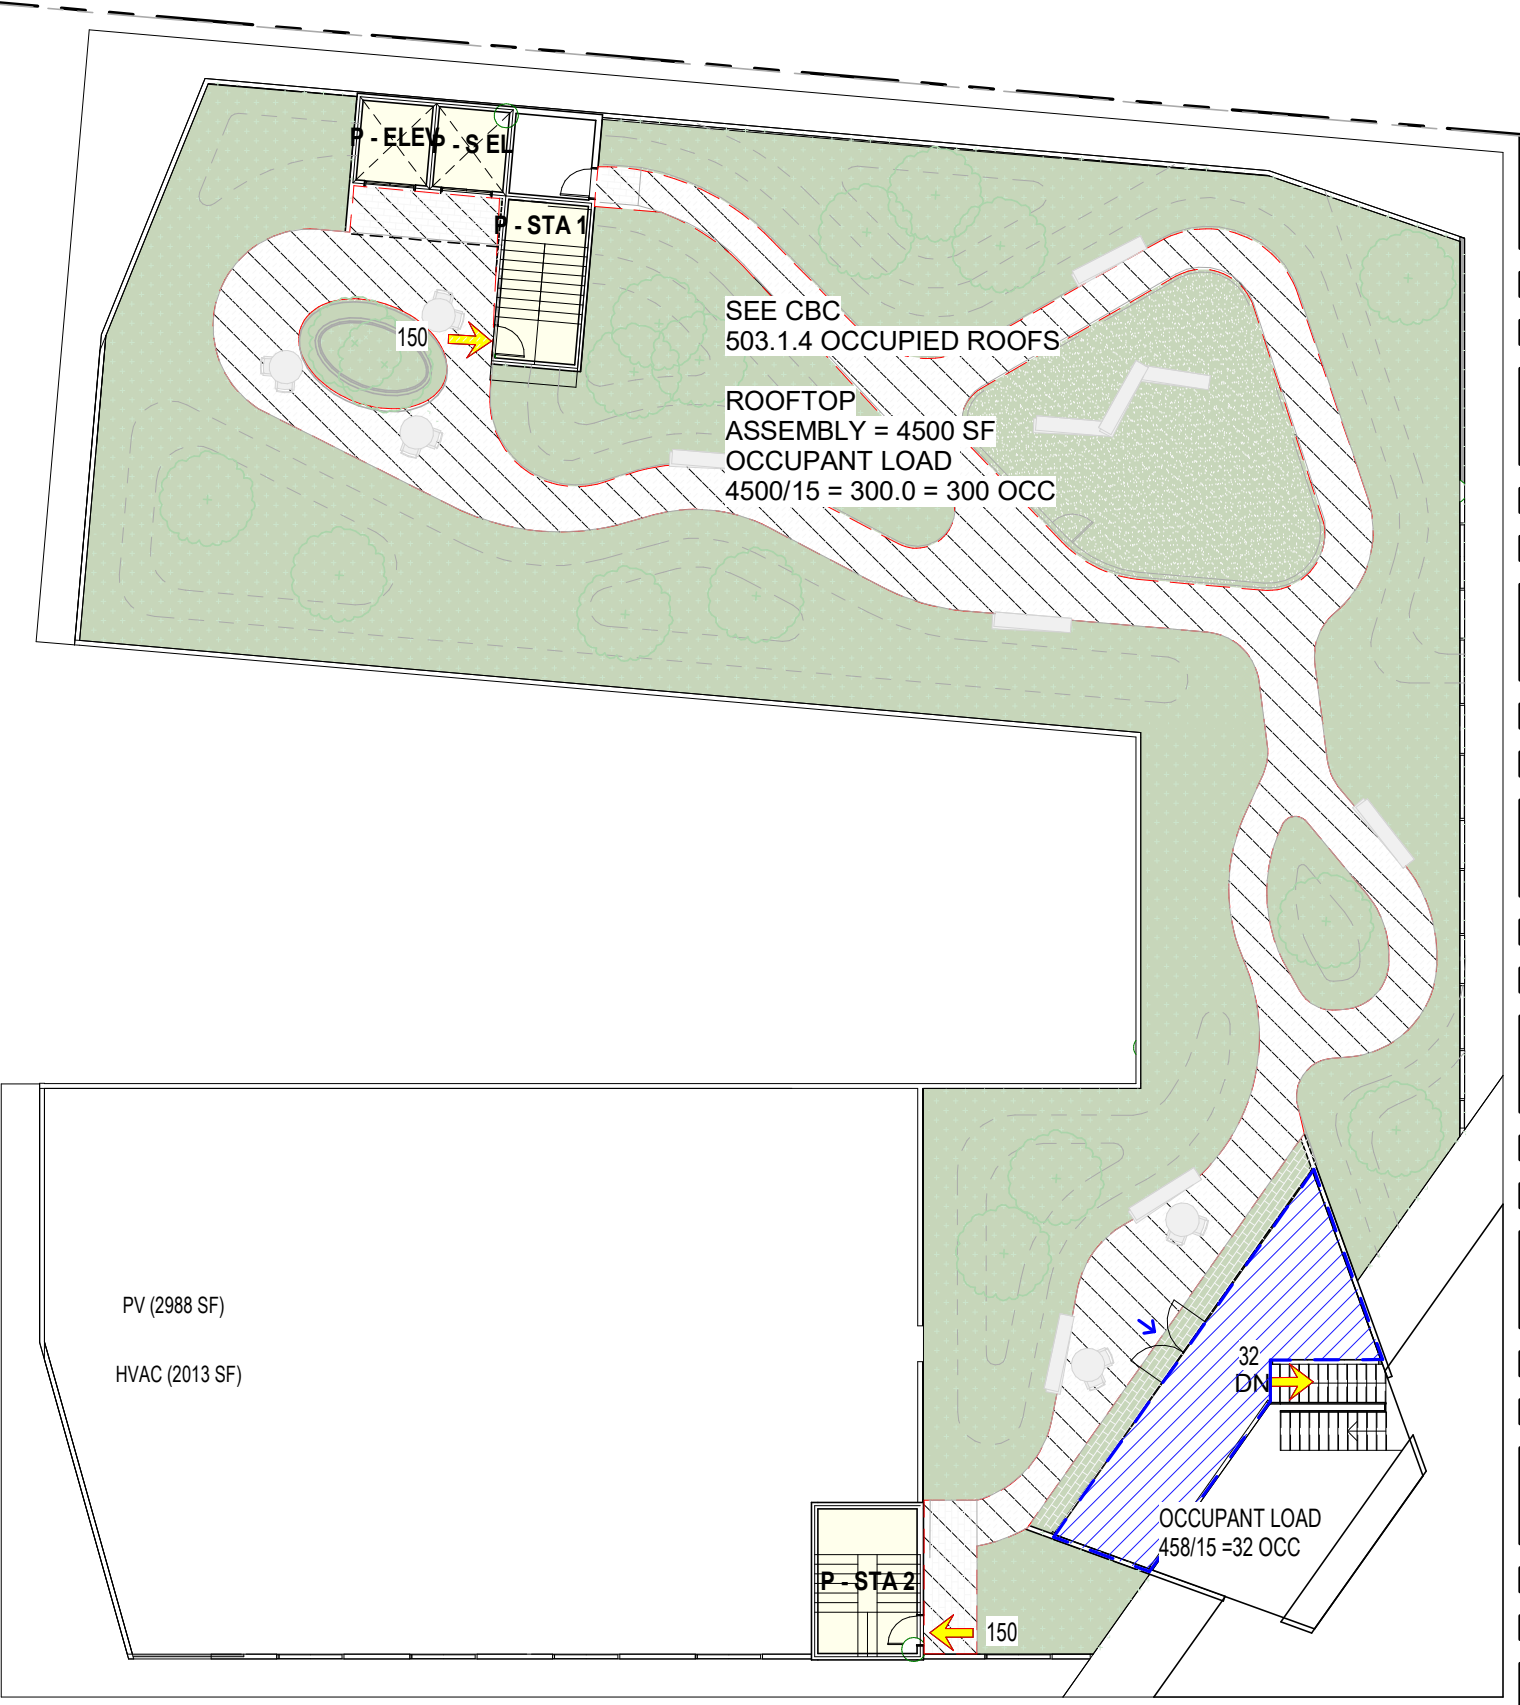 P - ELEV
P - S EL
P - STA 1
150
SEE CBC
503.1.4 OCCUPIED ROOFS
ROOFTOP
ASSEMBLY = 4500 SF
OCCUPANT LOAD
4500/15 = 300.0 = 300 OCC
PV (2988 SF)
HVAC (2013 SF)
32
DN
OCCUPANT LOAD
458/15 =32 OCC
P - STA 2
150